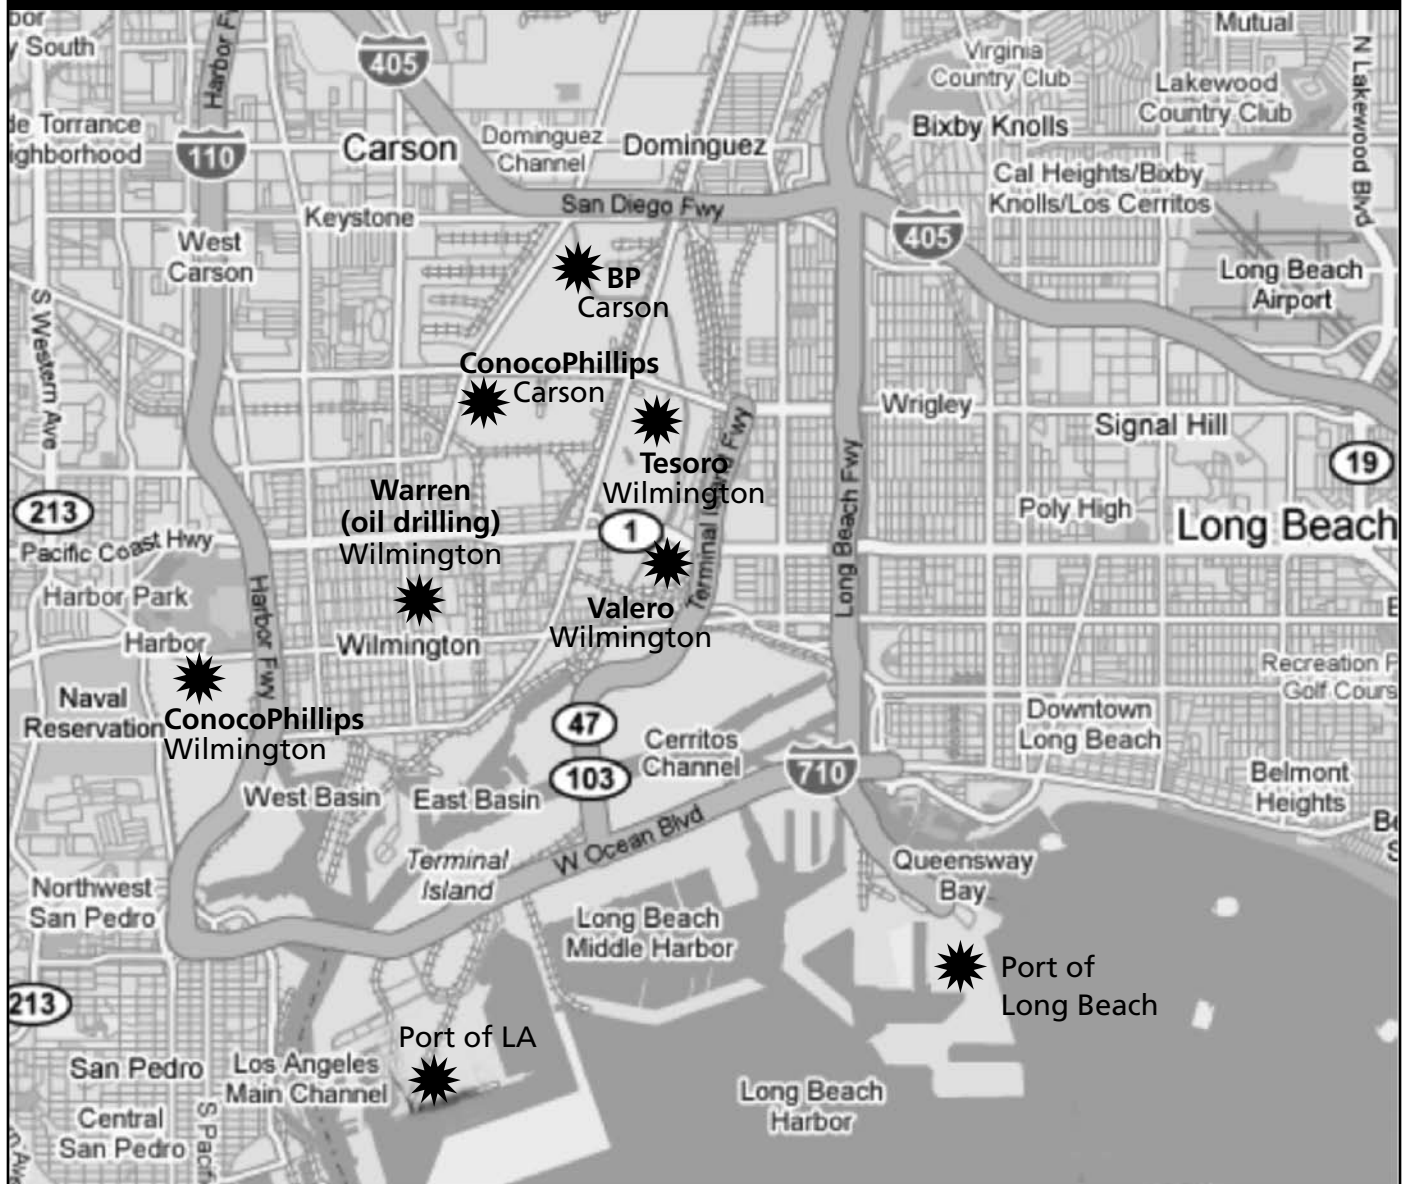 Mutual
y South
Harbor F
405
Virginia
Country Club
Lakewood
Country Club
N Lakewood Blvd
de Torrance
ighborhood
110
Carson
Dominguez
Channel
Dominguez
Bixby Knolls
Cal Heights/Bixby
Knolls/Los Cerritos
San Diego Fwy
Keystone
405
West
Carson
Long Beach
Airport
BP
Carson
S Western Ave
ConocoPhillips
Carson
Wrigley
Signal Hill
Tesoro
Wilmington
19
Warren
(oil drilling)
Wilmington
213
1
Poly High
Long Beach
Pacific Coast Hwy
Terminal Island Fwy
Long Beach Fwy
Harbor Park
Harbor Fwy
Valero
Wilmington
Harbor
Wilmington
Recreation P
Golf Cours
Naval
Reservation
ConocoPhillips
Wilmington
47
Downtown
Long Beach
Cerritos
Channel
103
710
Belmont
Heights
West Basin
East Basin
W Ocean Blvd
Terminal
Island
Queensway
Bay
Northwest
San Pedro
Long Beach
Middle Harbor
Port of
Long Beach
213
Port of LA
San Pedro
Los Angeles
Main Channel
Long Beach
Harbor
Central
San Pedro
S Pacif